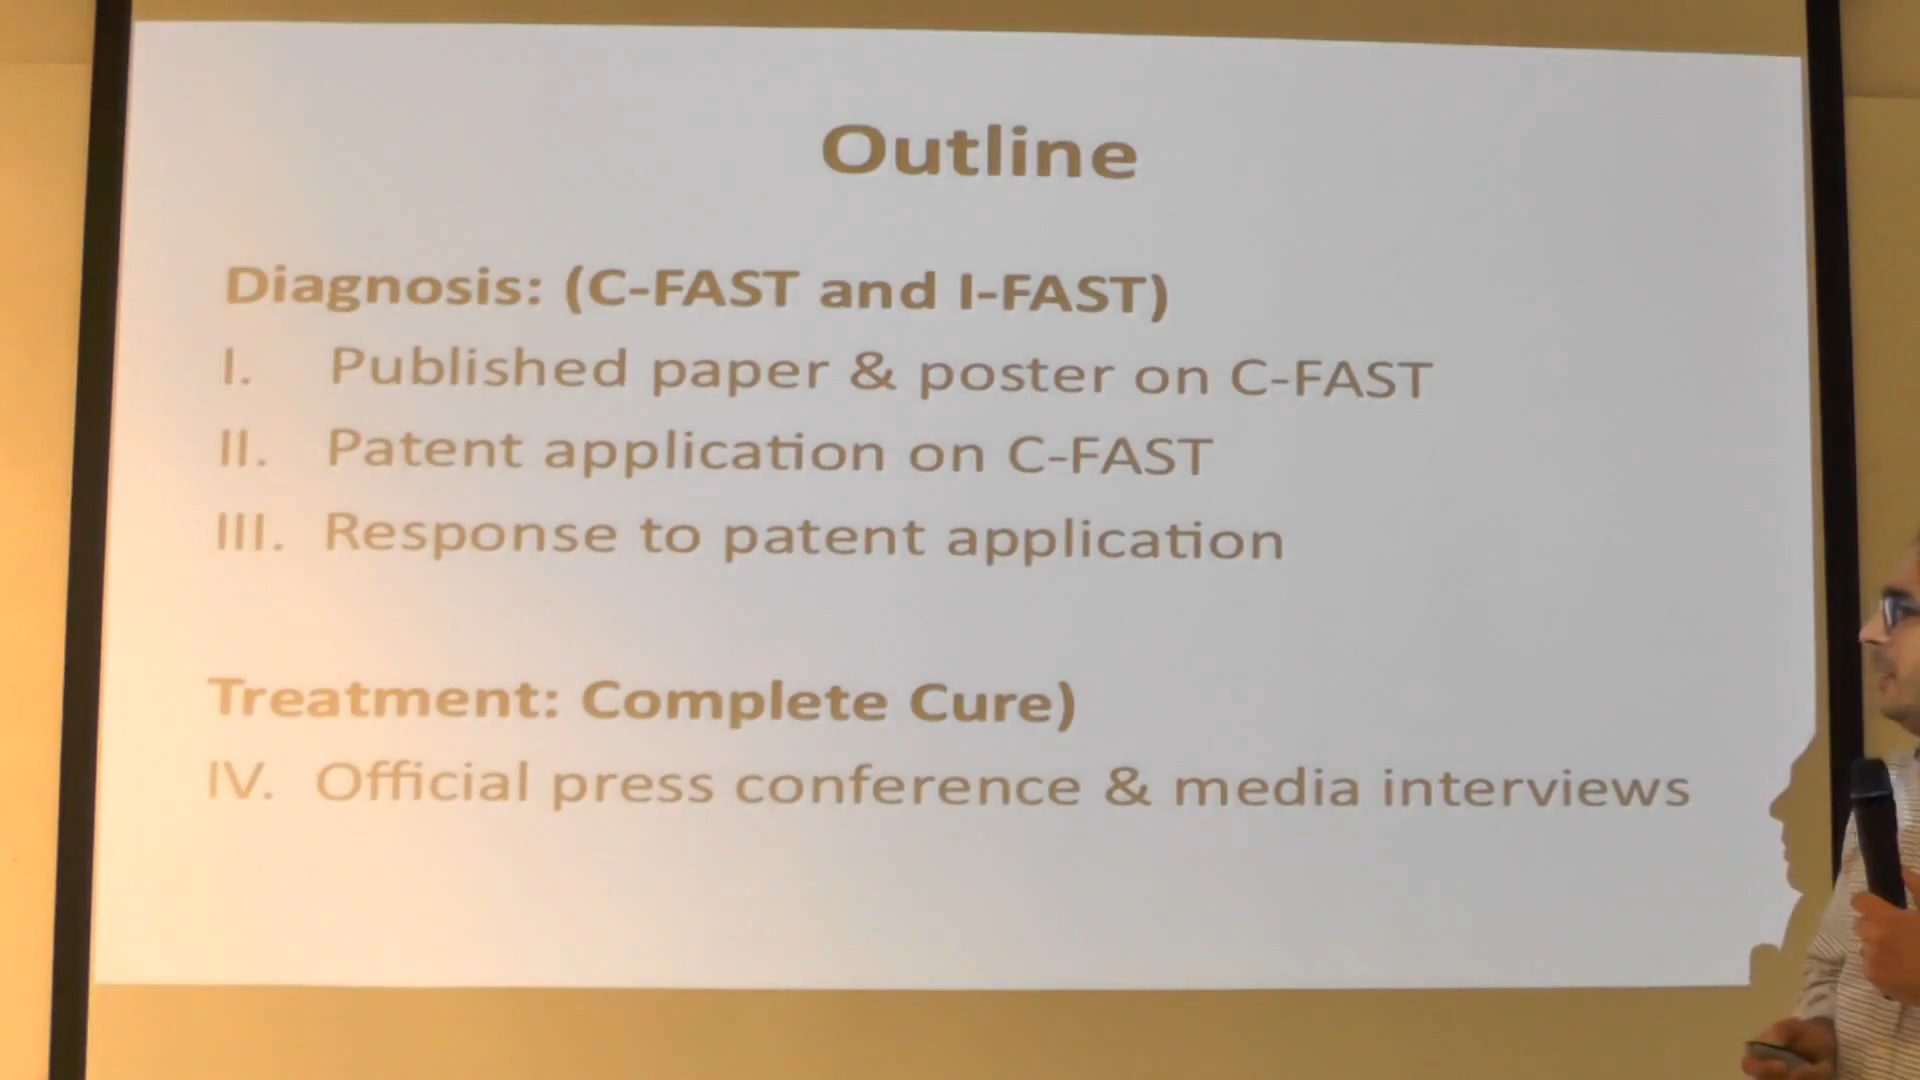 Outline
Diagnosis: (C-FAST and I-FAST)
I. Published paper & poster on C-FAST
II. Patent application on C-FAST
III. Response to patent application
Treatment: Complete Cure)
IV. Official press conference & media interviews